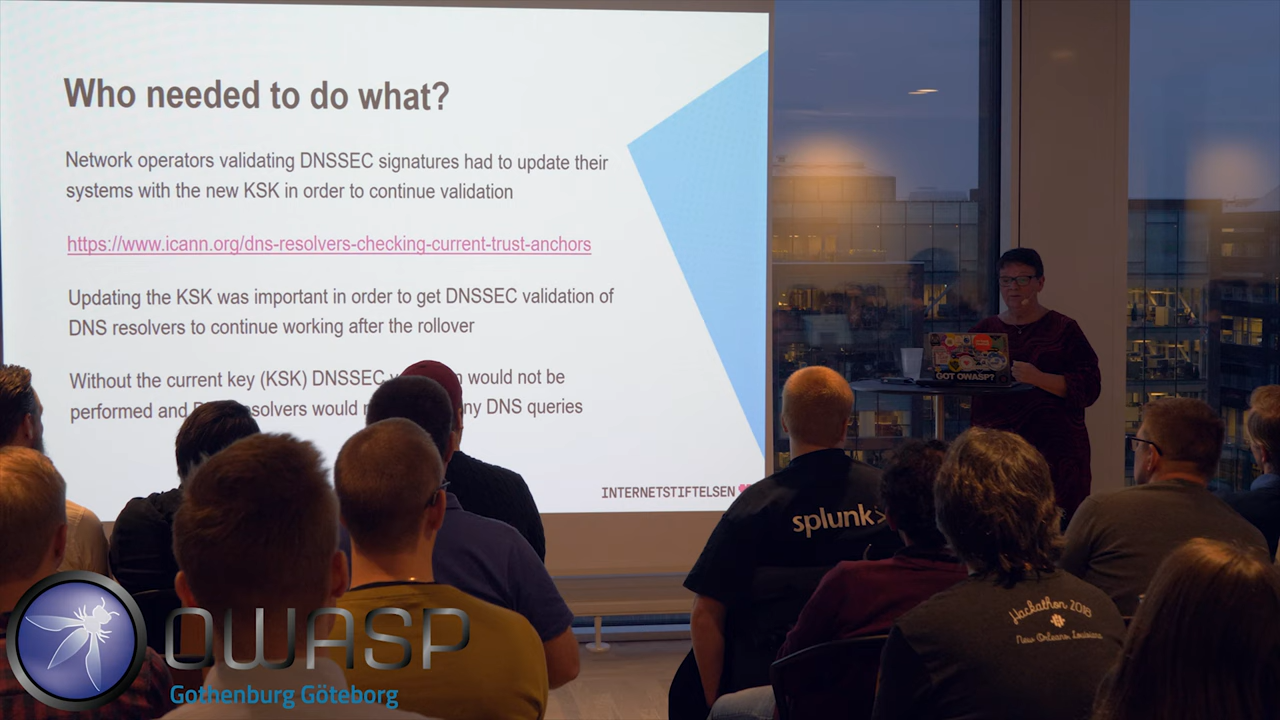 Who needed to do what?
Network operators validating DNSSEC signatures had to update their
systems with the new KSK in order to continue validation
https://www.icann.org/dns-resolvers-checking-current-trust-anchors
Updating the KSK was important in order to get DNSSEC validation of
DNS resolvers to continue working after the rollover
Without the current key (KSK) DNSSEC would not be
performed and would DNS queries
INTERNETSTIFTELSEN
GOT OWASP?
splunk>
Hackathon 2018
New Orleans, Louisiana
OWASP
Gothenburg Göteborg